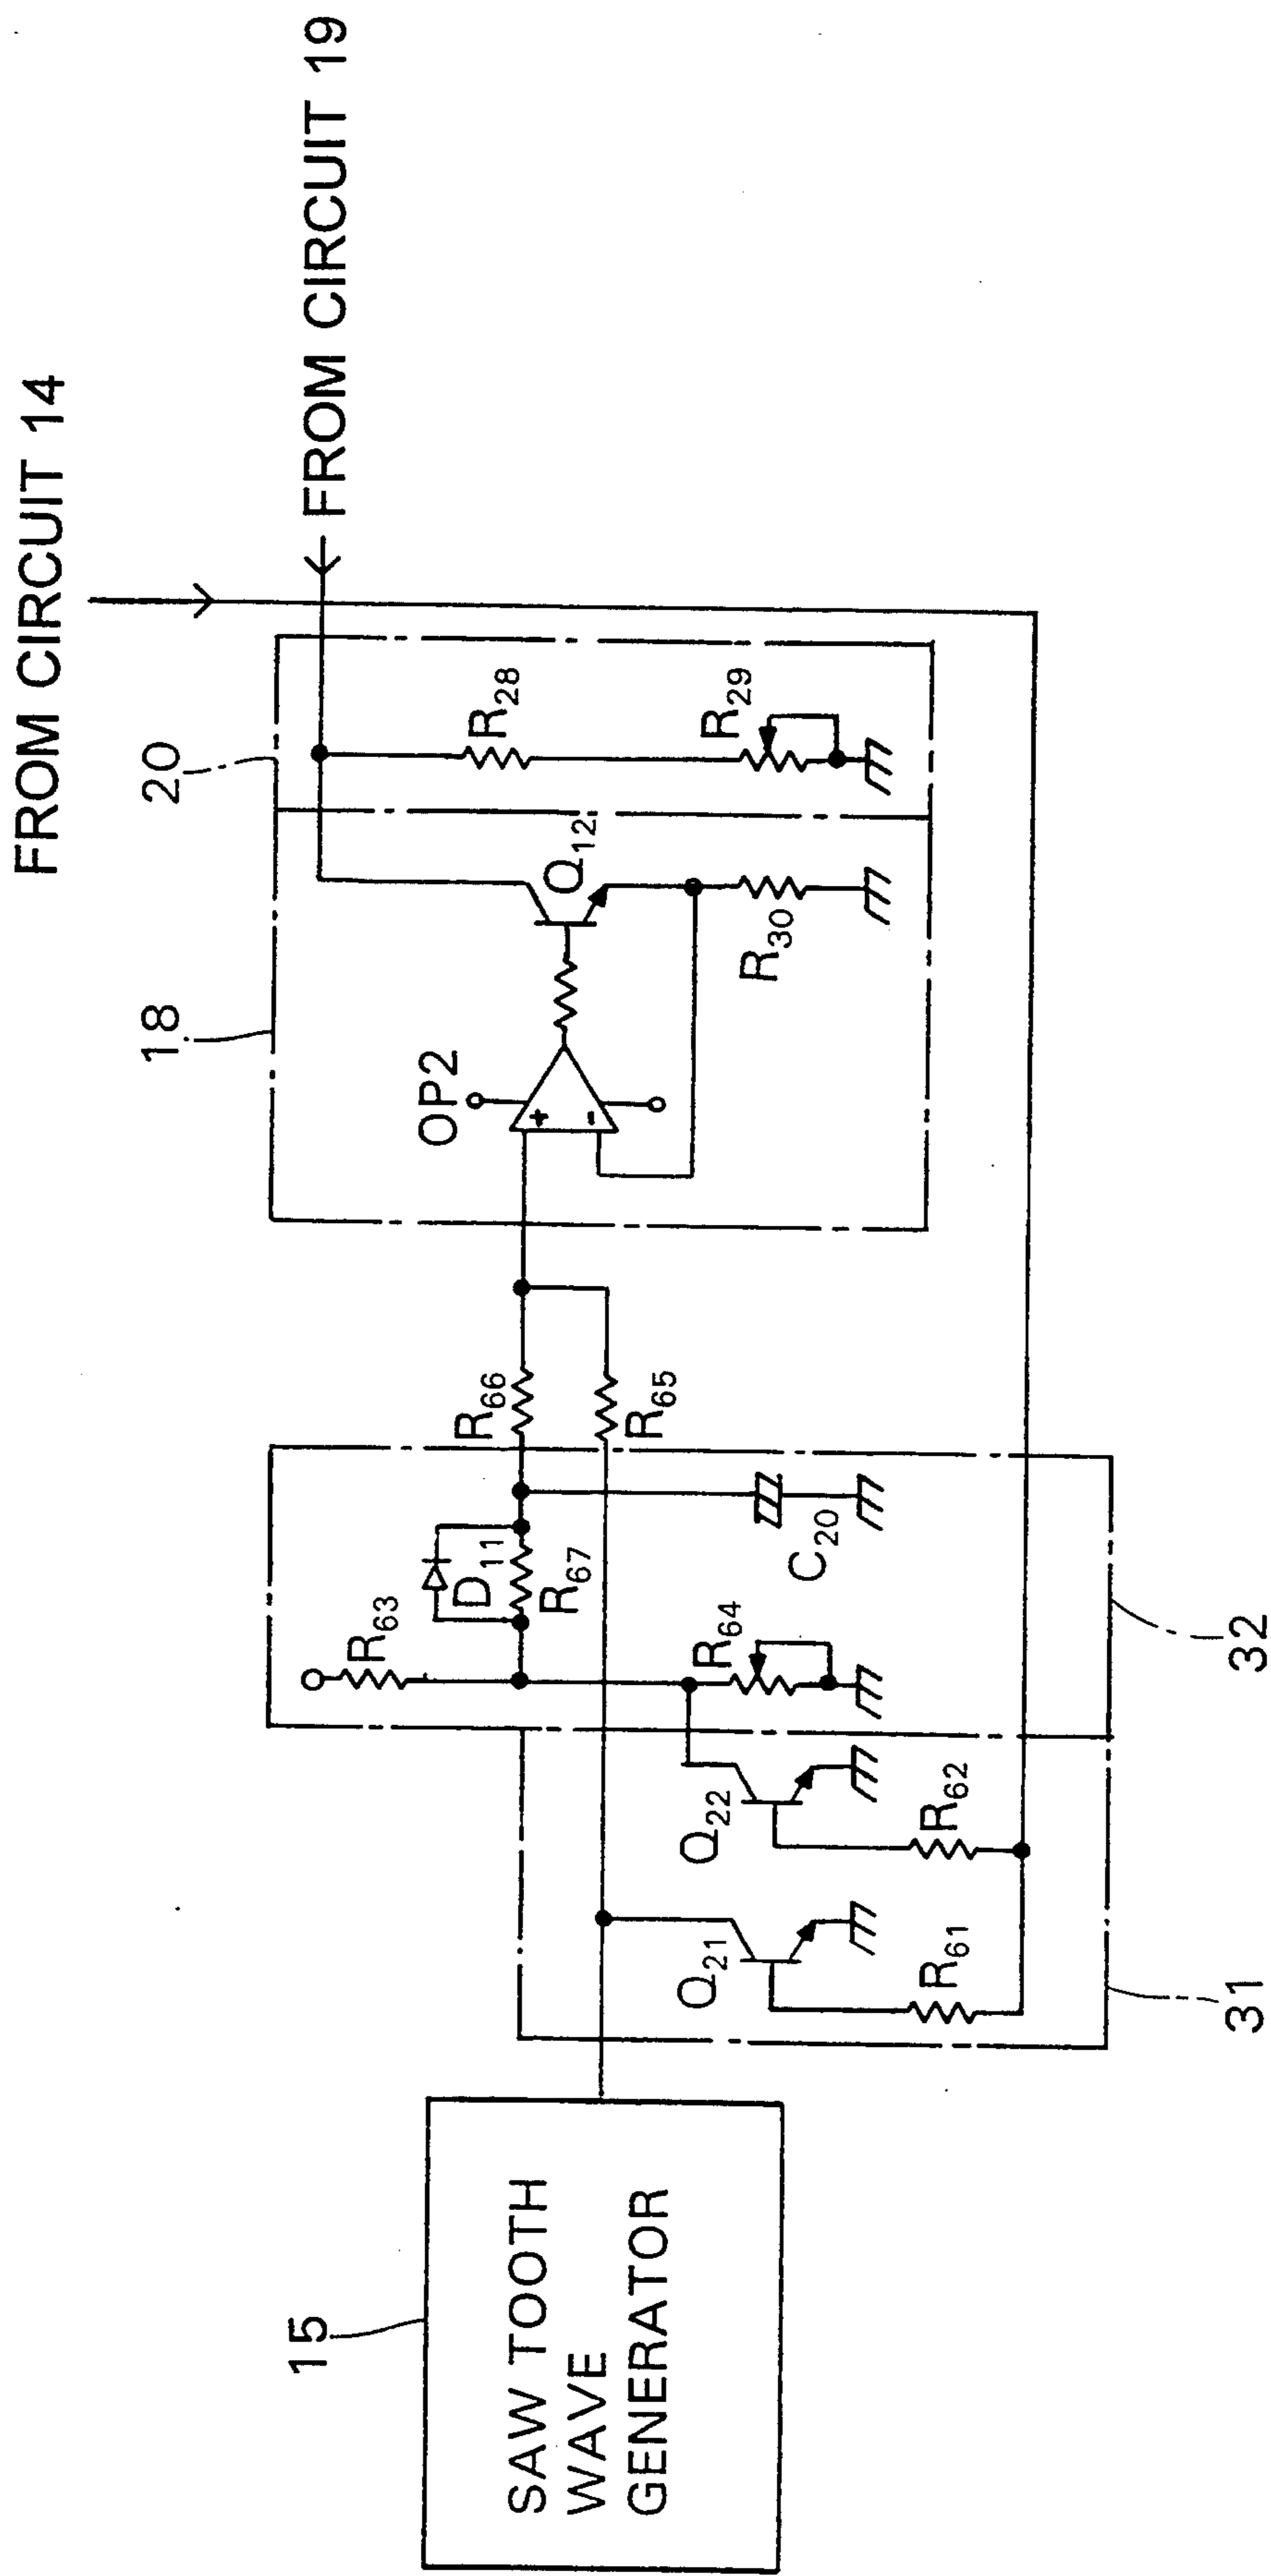 FROM CIRCUIT 14
FROM CIRCUIT 19
20
18
OP2
Q12
R28
R29
R30
R66
R65
R63
D11
R67
R64
C20
32
Q22
R62
Q21
R61
31
15
SAW TOOTH
WAVE
GENERATOR
+
-